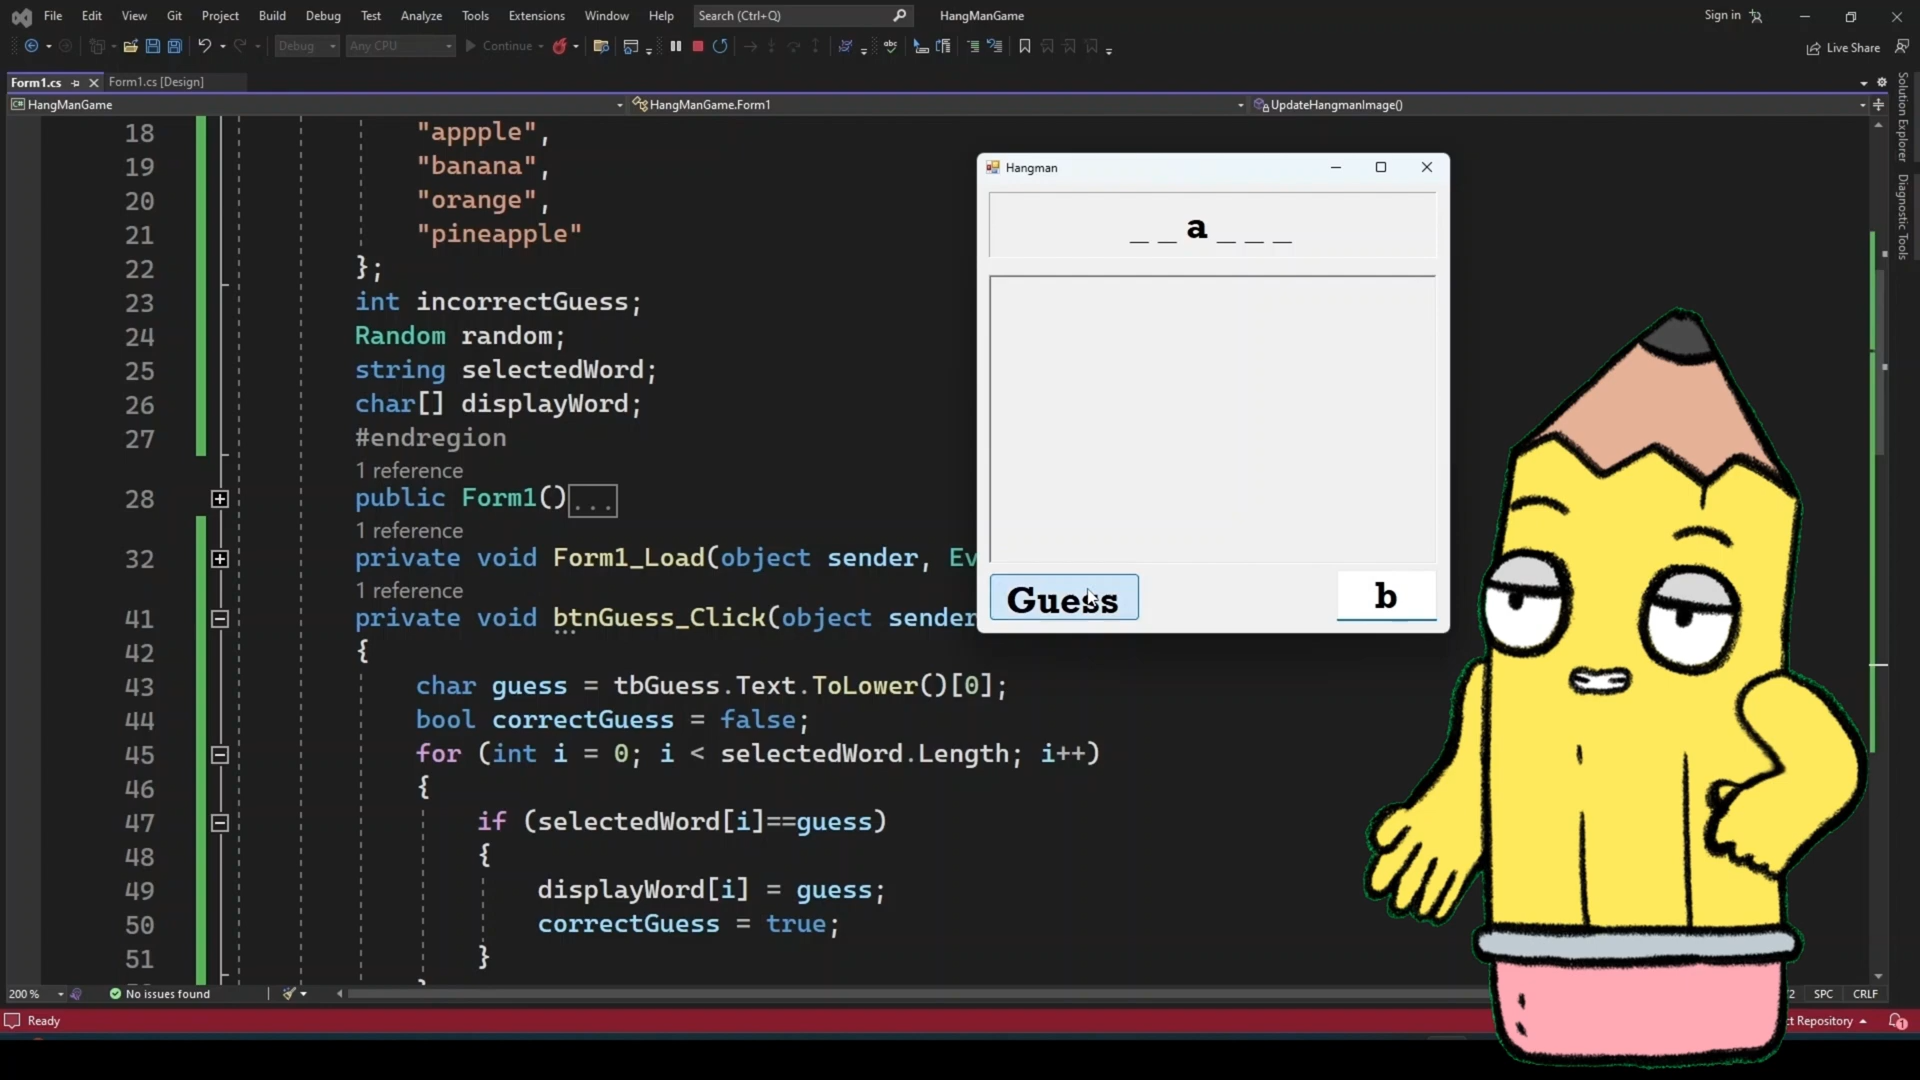 File Edit View Git Project Build Debug Test Analyze Tools Extensions Window Help Search (Ctrl+Q) HangManGame Sign in
Debug Any CPU Continue Live Share
Form1.cs Form1.cs [Design]
HangManGame HangManGame.Form1 UpdateHangmanImage()
Solution Explorer
Diagnostic Tools
18 "appple",
19 "banana",
20 "orange",
21 "pineapple"
22 };
23 int incorrectGuess;
24 Random random;
25 string selectedWord;
26 char[] displayWord;
27 #endregion
1 reference
28 public Form1()...
1 reference
32 private void Form1_Load(object sender, Ev
1 reference
41 private void btnGuess_Click(object sender
42 {
43 char guess = tbGuess.Text.ToLower()[0];
44 bool correctGuess = false;
45 for (int i = 0; i < selectedWord.Length; i++)
46 {
47 if (selectedWord[i]==guess)
48 {
49 displayWord[i] = guess;
50 correctGuess = true;
51 }
Hangman
_ _ a _ _ _
Guess b
200 % No issues found SPC CRLF
Ready Repository 1